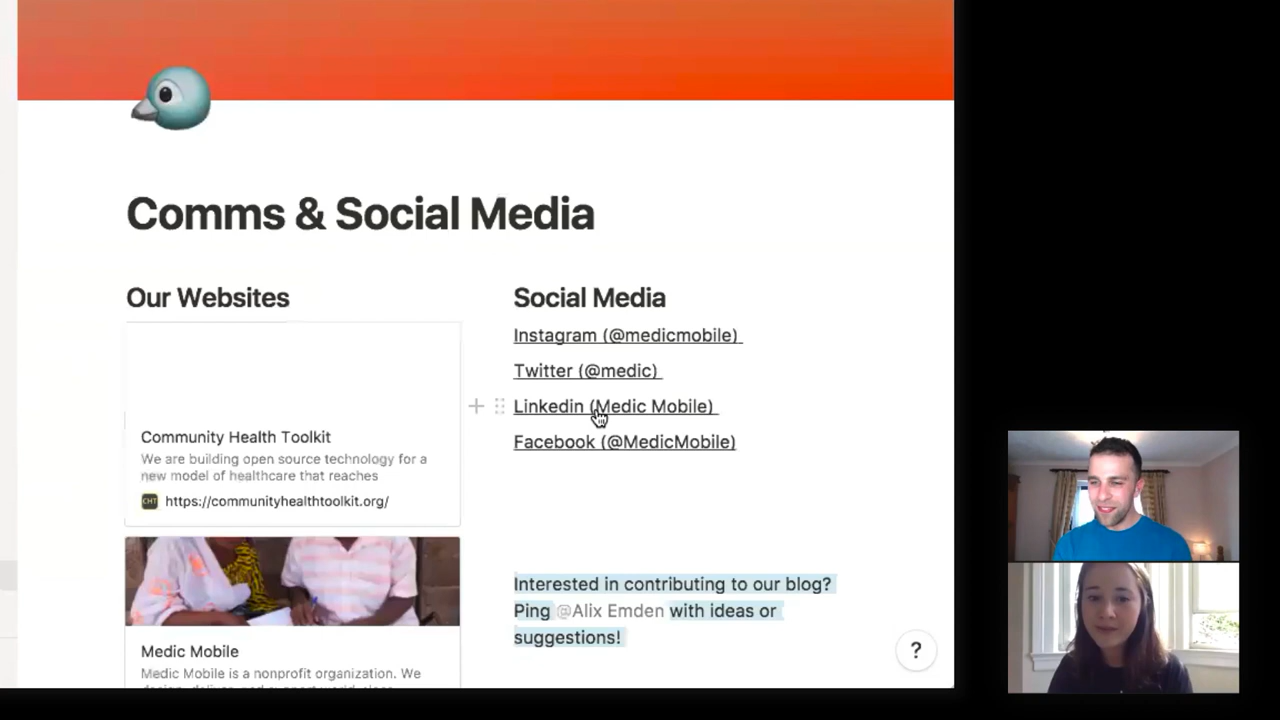 Comms & Social Media
Our Websites
Community Health Toolkit
We are building open source technology for a
new model of healthcare that reaches
CHT
https://communityhealthtoolkit.org/
Medic Mobile
Medic Mobile is a nonprofit organization. We
Social Media
Instagram (@medicmobile)
Twitter (@medic)
Linkedin (Medic Mobile)
Facebook (@MedicMobile)
Interested in contributing to our blog?
Ping @Alix Emden with ideas or
suggestions!
?